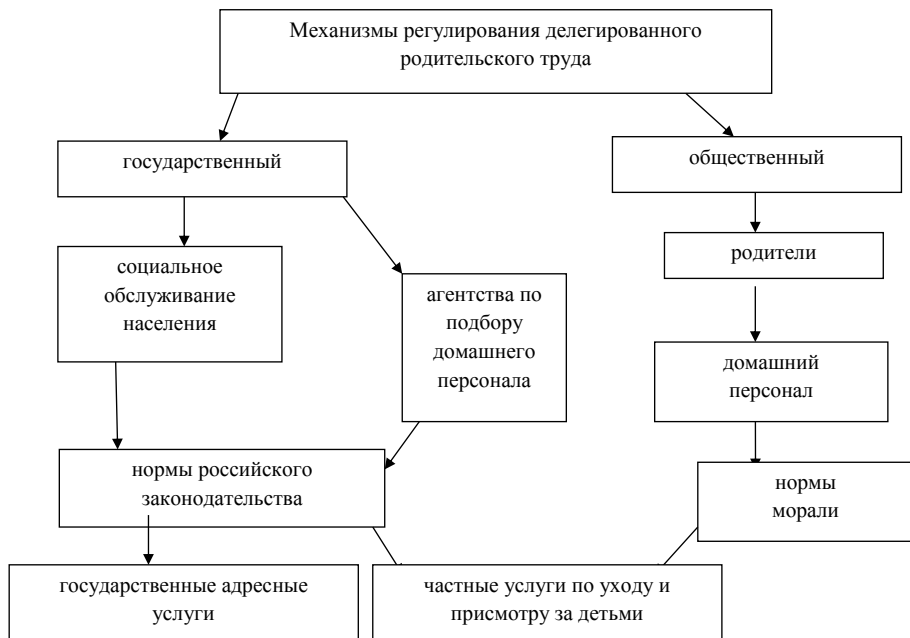 Механизмы регулирования делегированного
родительского труда
государственный
общественный
социальное
обслуживание
населения
агентства по
подбору
домашнего
персонала
родители
домашний
персонал
нормы российского
законодательства
нормы
морали
государственные адресные
услуги
частные услуги по уходу и
присмотру за детьми